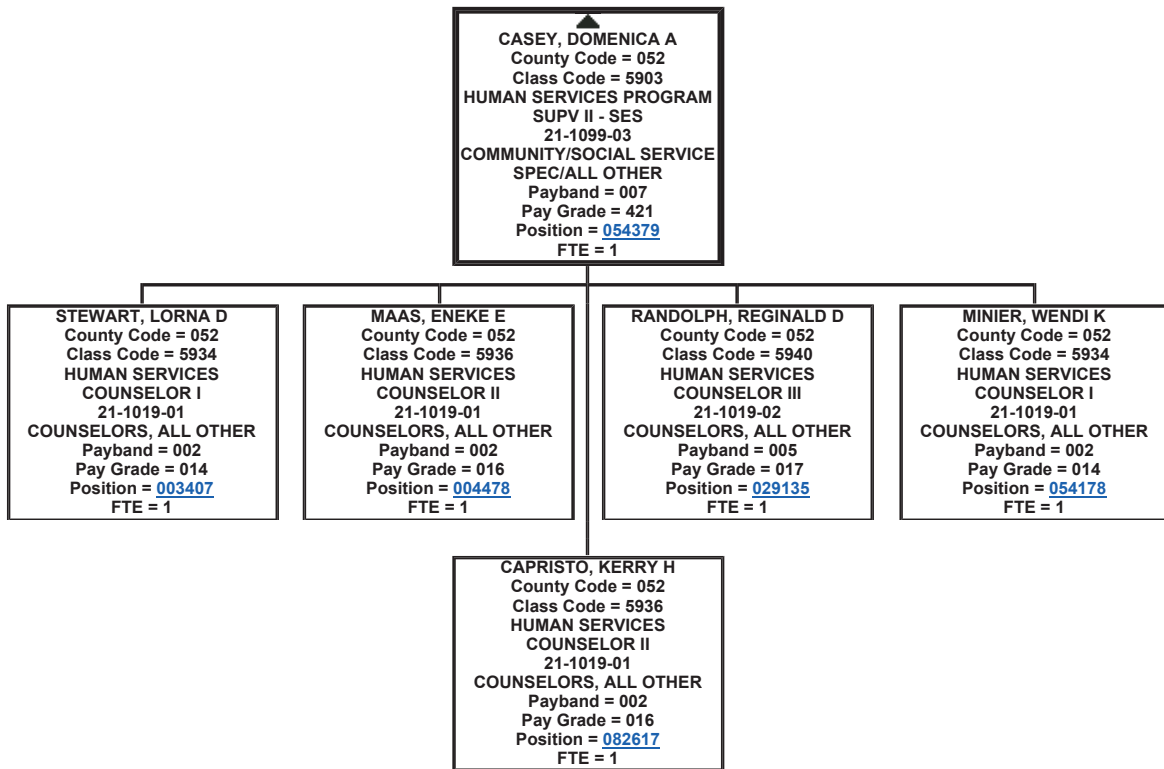 CASEY, DOMENICA A
County Code = 052
Class Code = 5903
HUMAN SERVICES PROGRAM
SUPV II - SES
21-1099-03
COMMUNITY/SOCIAL SERVICE
SPEC/ALL OTHER
Payband = 007
Pay Grade = 421
Position = 054379
FTE = 1
STEWART, LORNA D
County Code = 052
Class Code = 5934
HUMAN SERVICES
COUNSELOR I
21-1019-01
COUNSELORS, ALL OTHER
Payband = 002
Pay Grade = 014
Position = 003407
FTE = 1
MAAS, ENEKE E
County Code = 052
Class Code = 5936
HUMAN SERVICES
COUNSELOR II
21-1019-01
COUNSELORS, ALL OTHER
Payband = 002
Pay Grade = 016
Position = 004478
FTE = 1
RANDOLPH, REGINALD D
County Code = 052
Class Code = 5940
HUMAN SERVICES
COUNSELOR III
21-1019-02
COUNSELORS, ALL OTHER
Payband = 005
Pay Grade = 017
Position = 029135
FTE = 1
MINIER, WENDI K
County Code = 052
Class Code = 5934
HUMAN SERVICES
COUNSELOR I
21-1019-01
COUNSELORS, ALL OTHER
Payband = 002
Pay Grade = 014
Position = 054178
FTE = 1
CAPRISTO, KERRY H
County Code = 052
Class Code = 5936
HUMAN SERVICES
COUNSELOR II
21-1019-01
COUNSELORS, ALL OTHER
Payband = 002
Pay Grade = 016
Position = 082617
FTE = 1